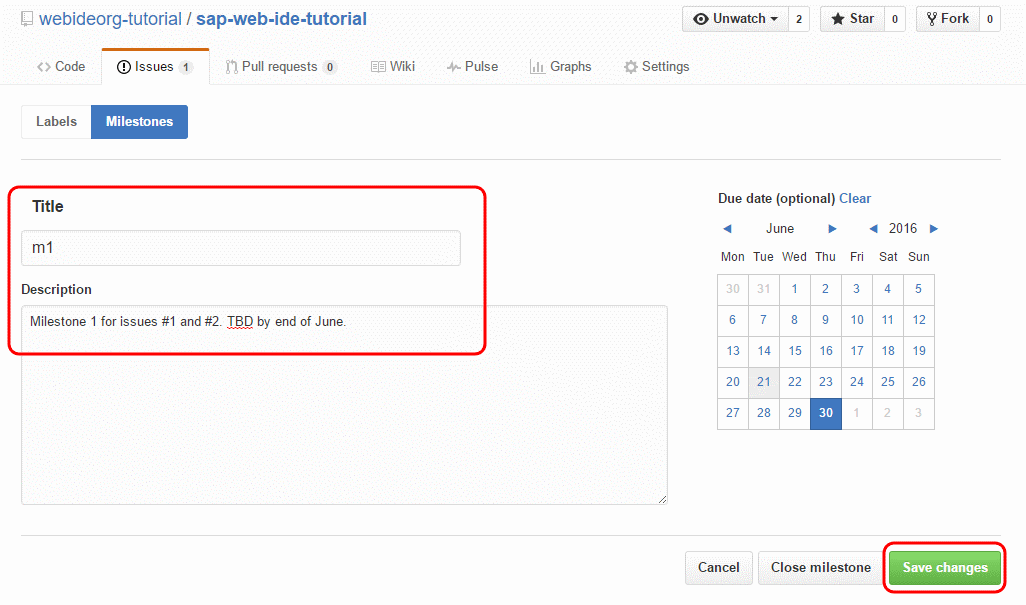 webideorg-tutorial / sap-web-ide-tutorial
Unwatch 2 Star 0 Fork 0
Code Issues 1 Pull requests 0 Wiki Pulse Graphs Settings
Labels Milestones
Title
m1
Description
Milestone 1 for issues #1 and #2. TBD by end of June.
Due date (optional) Clear
June 2016
Mon Tue Wed Thu Fri Sat Sun
30 31 1 2 3 4 5
6 7 8 9 10 11 12
13 14 15 16 17 18 19
20 21 22 23 24 25 26
27 28 29 30 1 2 3
Cancel Close milestone Save changes